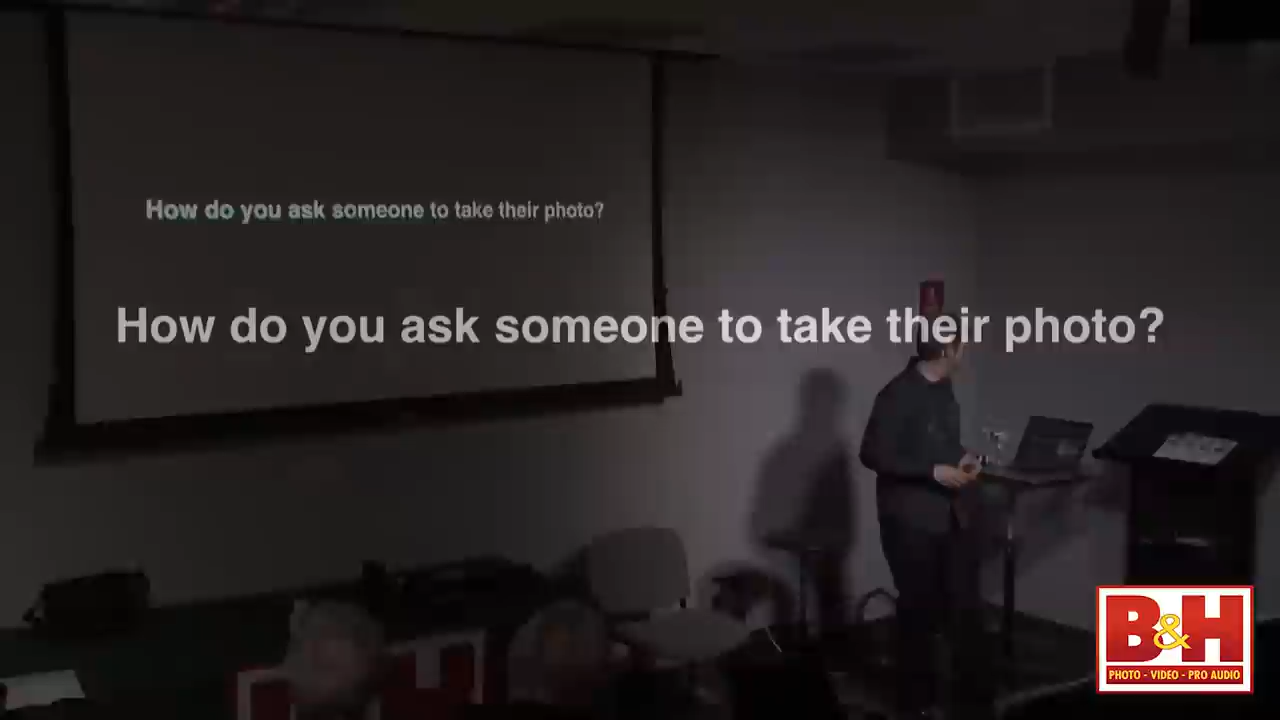 How do you ask someone to take their photo?
How do you ask someone to take their photo?
B&H
PHOTO - VIDEO - PRO AUDIO